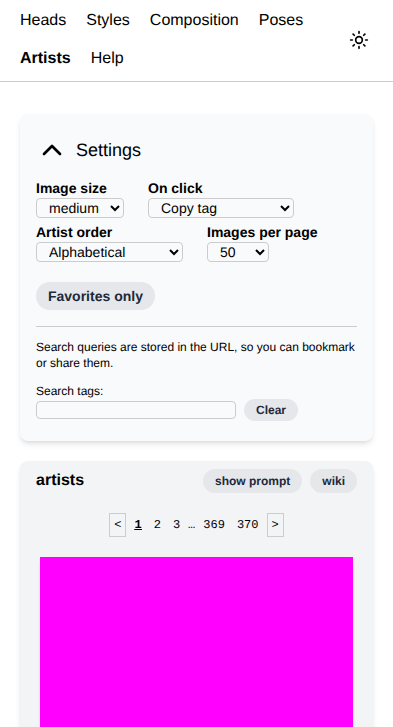 Heads Styles Composition Poses
Artists Help
Settings
Image size On click
medium Copy tag
Artist order Images per page
Alphabetical 50
Favorites only
Search queries are stored in the URL, so you can bookmark
or share them.
Search tags:
Clear
artists show prompt wiki
< 1 2 3 … 369 370 >